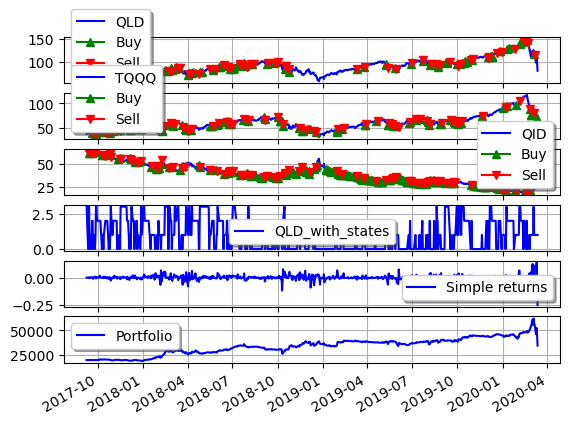 QLD
Buy
Sell
150
100
TQQQ
Buy
Sell
100
50
QID
Buy
Sell
50
25
2.5
0.0
QLD_with_states
0.00
−0.25
Simple returns
50000
25000
Portfolio
2017-10
2018-01
2018-04
2018-07
2018-10
2019-01
2019-04
2019-07
2019-10
2020-01
2020-04